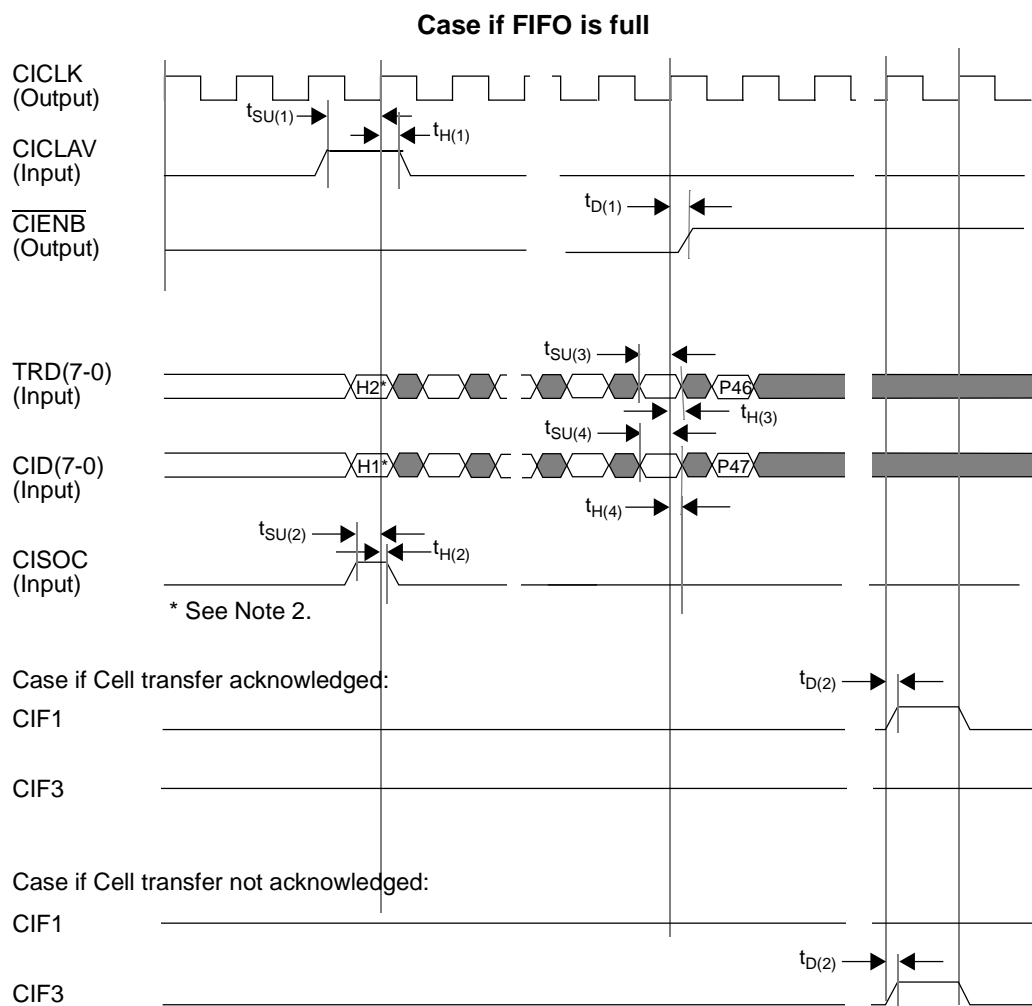 Case if FIFO is full
CICLK
(Output)
tSU(1)
tH(1)
CICLAV
(Input)
tD(1)
CIENB
(Output)
tSU(3)
TRD(7-0)
(Input)
H2*
P46
tH(3)
tSU(4)
CID(7-0)
(Input)
H1*
P47
tH(4)
tSU(2)
tH(2)
CISOC
(Input)
* See Note 2.
Case if Cell transfer acknowledged:
tD(2)
CIF1
CIF3
Case if Cell transfer not acknowledged:
CIF1
tD(2)
CIF3